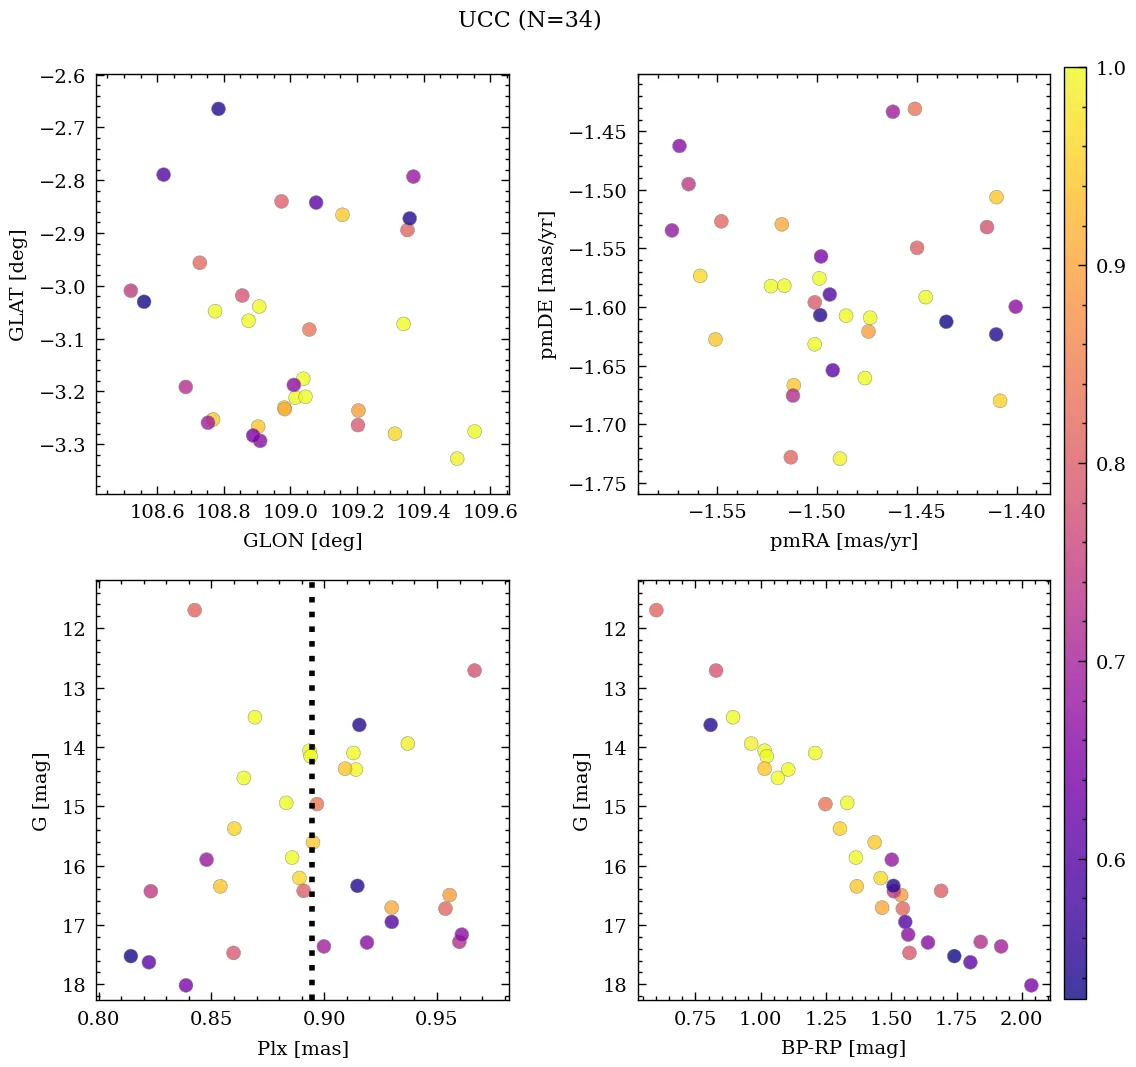 UCC (N=34)
−2.6
−2.7
−2.8
−2.9
−3.0
−3.1
−3.2
−3.3
GLAT [deg]
108.6 108.8 109.0 109.2 109.4 109.6
GLON [deg]
−1.45
−1.50
−1.55
−1.60
−1.65
−1.70
−1.75
pmDE [mas/yr]
−1.55 −1.50 −1.45 −1.40
pmRA [mas/yr]
12
13
14
15
16
17
18
G [mag]
0.80 0.85 0.90 0.95
Plx [mas]
12
13
14
15
16
17
18
G [mag]
0.75 1.00 1.25 1.50 1.75 2.00
BP-RP [mag]
1.0
0.9
0.8
0.7
0.6